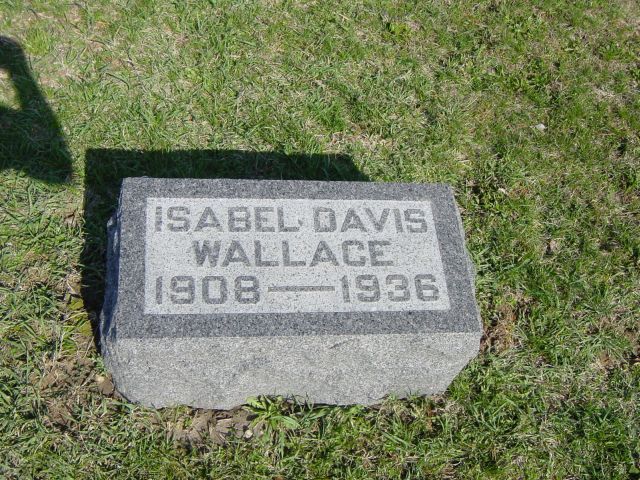 ISABEL DAVIS
WALLACE
1908 — 1936